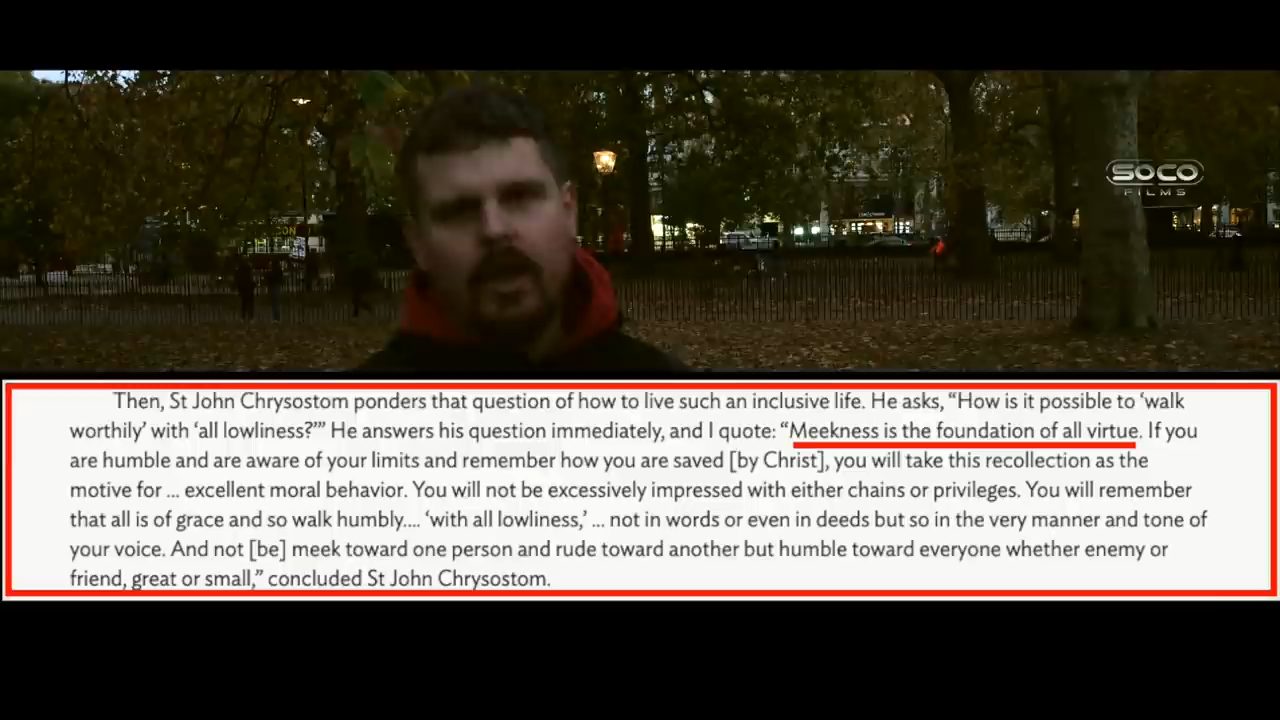 SOCO
FILMS
CON
Then, St John Chrysostom ponders that question of how to live such an inclusive life. He asks, “How is it possible to ‘walk
worthily’ with ‘all lowliness?’” He answers his question immediately, and I quote: “Meekness is the foundation of all virtue. If you
are humble and are aware of your limits and remember how you are saved [by Christ], you will take this recollection as the
motive for ... excellent moral behavior. You will not be excessively impressed with either chains or privileges. You will remember
that all is of grace and so walk humbly.... ‘with all lowliness,’ ... not in words or even in deeds but so in the very manner and tone of
your voice. And not [be] meek toward one person and rude toward another but humble toward everyone whether enemy or
friend, great or small,” concluded St John Chrysostom.